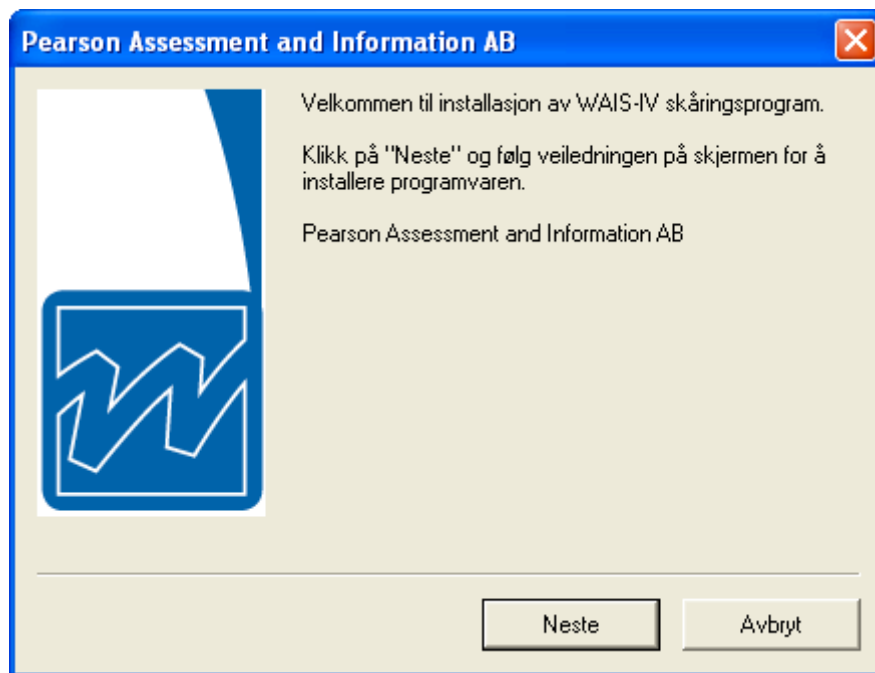 Pearson Assessment and Information AB
Velkommen til installasjon av WAIS-IV skåringsprogram.
Klikk på "Neste" og følg veiledningen på skjermen for å
installere programvaren.
Pearson Assessment and Information AB
Neste
Avbryt